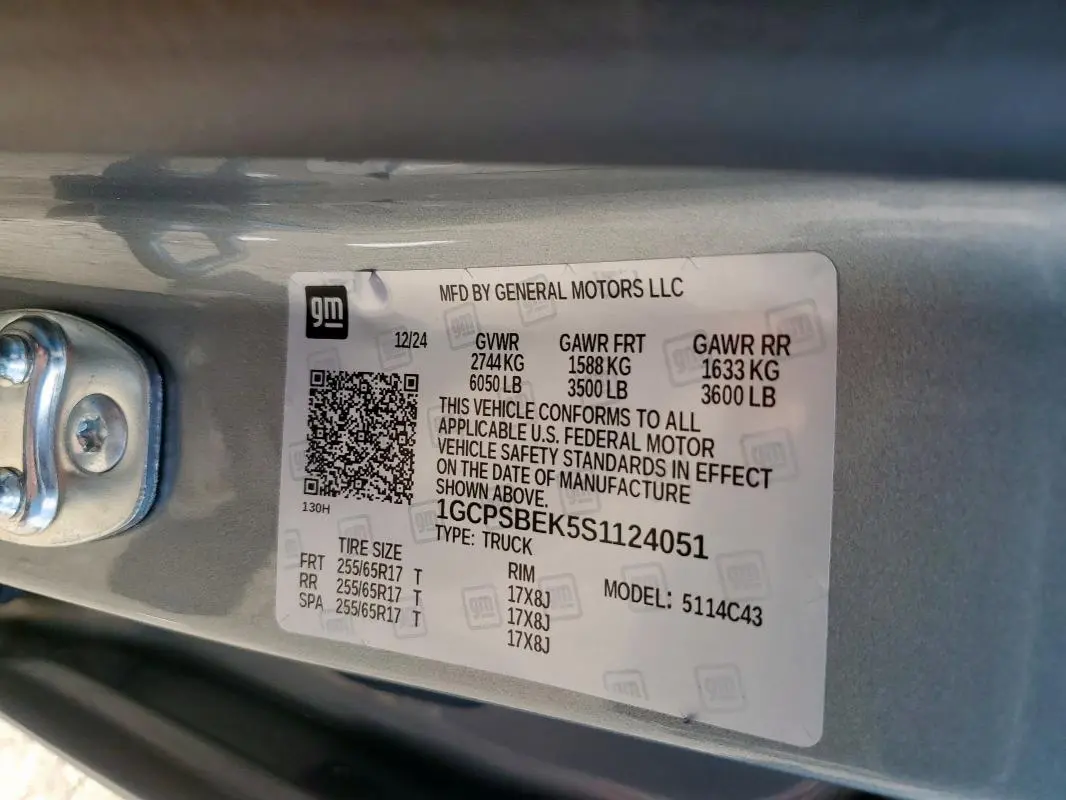 gm
MFD BY GENERAL MOTORS LLC
12/24 GVWR GAWR FRT GAWR RR
2744 KG 1588 KG 1633 KG
6050 LB 3500 LB 3600 LB
THIS VEHICLE CONFORMS TO ALL
APPLICABLE U.S. FEDERAL MOTOR
VEHICLE SAFETY STANDARDS IN EFFECT
ON THE DATE OF MANUFACTURE
SHOWN ABOVE.
1GCPSBEK5S1124051
TYPE: TRUCK
130H
TIRE SIZE RIM
FRT 255/65R17 T 17X8J
RR 255/65R17 T 17X8J
SPA 255/65R17 T 17X8J
MODEL: 5114C43